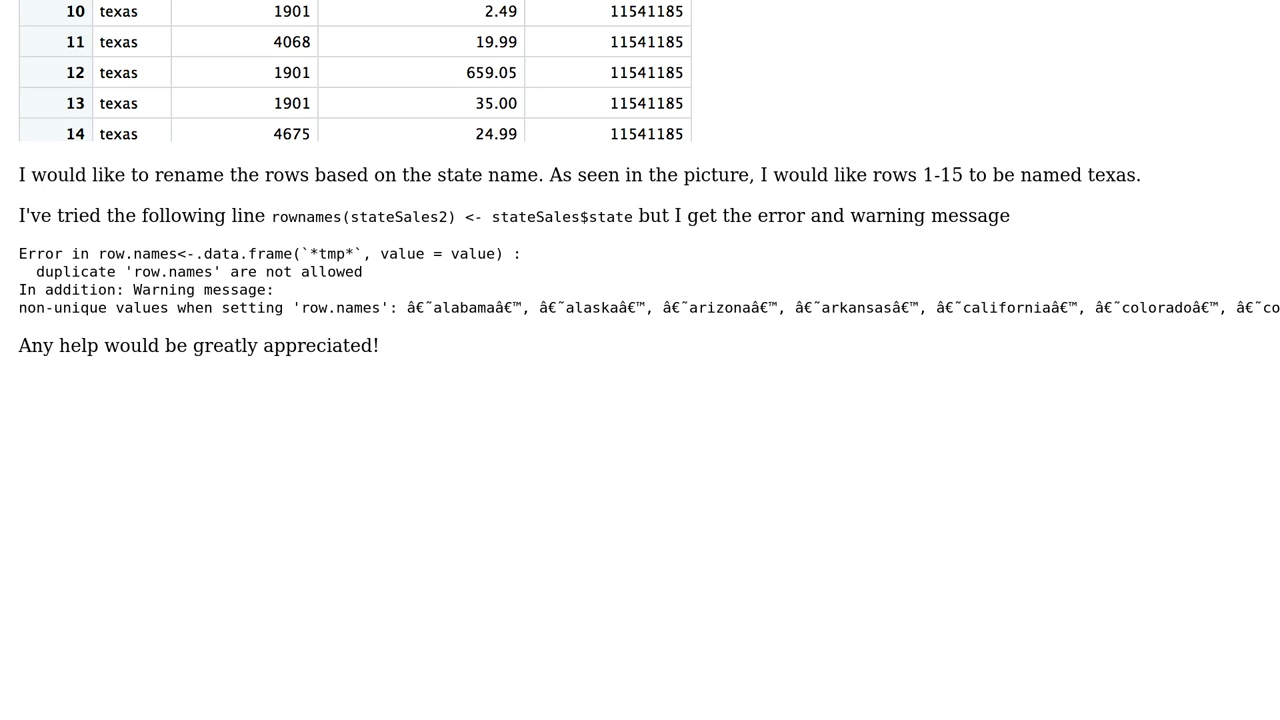 10 texas 1901 2.49 11541185
11 texas 4068 19.99 11541185
12 texas 1901 659.05 11541185
13 texas 1901 35.00 11541185
14 texas 4675 24.99 11541185
I would like to rename the rows based on the state name. As seen in the picture, I would like rows 1-15 to be named texas.
I've tried the following line rownames(stateSales2) <- stateSales$state but I get the error and warning message
Error in row.names<-.data.frame(`*tmp*`, value = value) :
  duplicate 'row.names' are not allowed
In addition: Warning message:
non-unique values when setting 'row.names': â€˜alabamaâ€™, â€˜alaskaâ€™, â€˜arizonaâ€™, â€˜arkansasâ€™, â€˜californiaâ€™, â€˜coloradoâ€™, â€˜co
Any help would be greatly appreciated!